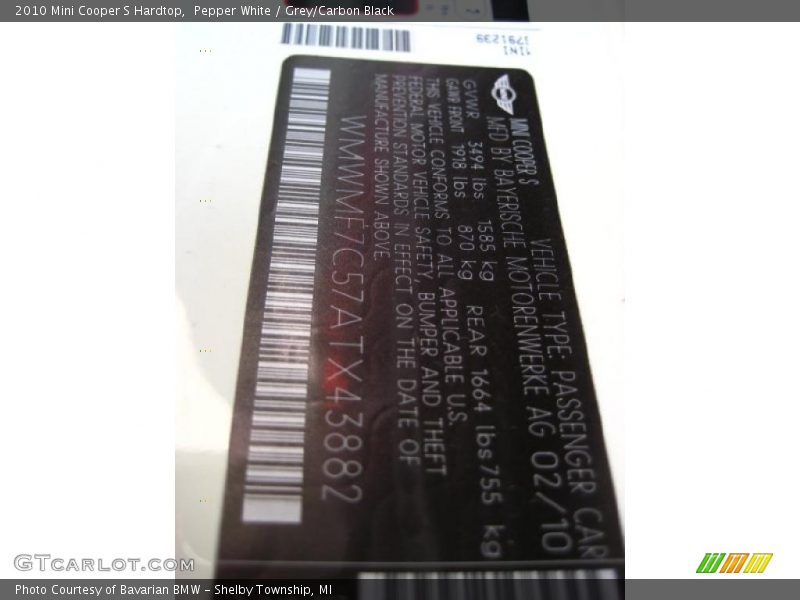 2010 Mini Cooper S Hardtop,  Pepper White / Grey/Carbon Black
1INI
3791239
MINI COOPER S
VEHICLE TYPE: PASSENGER CAR
MFD BY BAYERISCHE MOTORENWERKE AG 02/10
GVWR 3494 lbs 1585 kg
GAWR FRONT 1918 lbs 870 kg REAR 1664 lbs 755 kg
THIS VEHICLE CONFORMS TO ALL APPLICABLE U.S.
FEDERAL MOTOR VEHICLE SAFETY, BUMPER AND THEFT
PREVENTION STANDARDS IN EFFECT ON THE DATE OF
MANUFACTURE SHOWN ABOVE.
WMWMF7C57ATX43882
GTCARLOT.COM
Photo Courtesy of Bavarian BMW – Shelby Township, MI